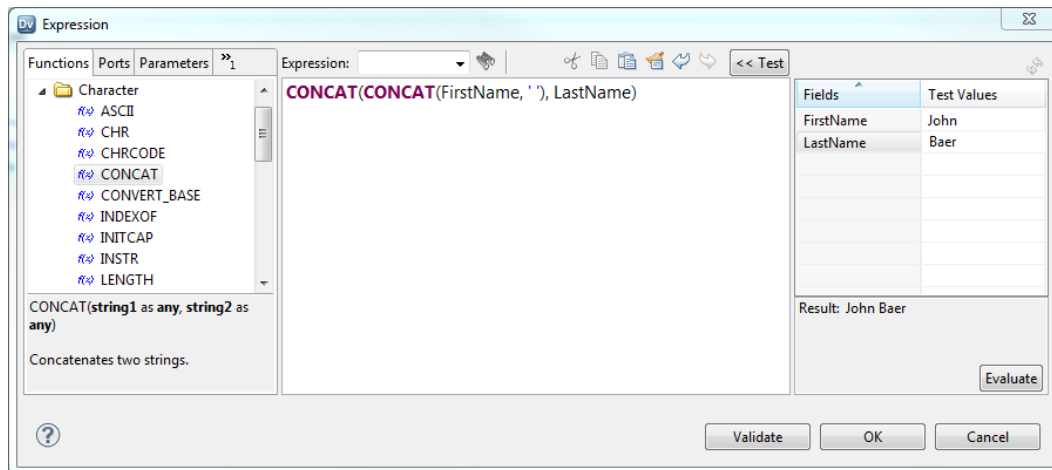 Dv Expression
Functions Ports Parameters »1
Expression:
<< Test
Character
f(x) ASCII
f(x) CHR
f(x) CHRCODE
f(x) CONCAT
f(x) CONVERT_BASE
f(x) INDEXOF
f(x) INITCAP
f(x) INSTR
f(x) LENGTH
CONCAT(string1 as any, string2 as
any)
Concatenates two strings.
CONCAT(CONCAT(FirstName, ' '), LastName)
Fields Test Values
FirstName John
LastName Baer
Result: John Baer
Evaluate
?
Validate OK Cancel